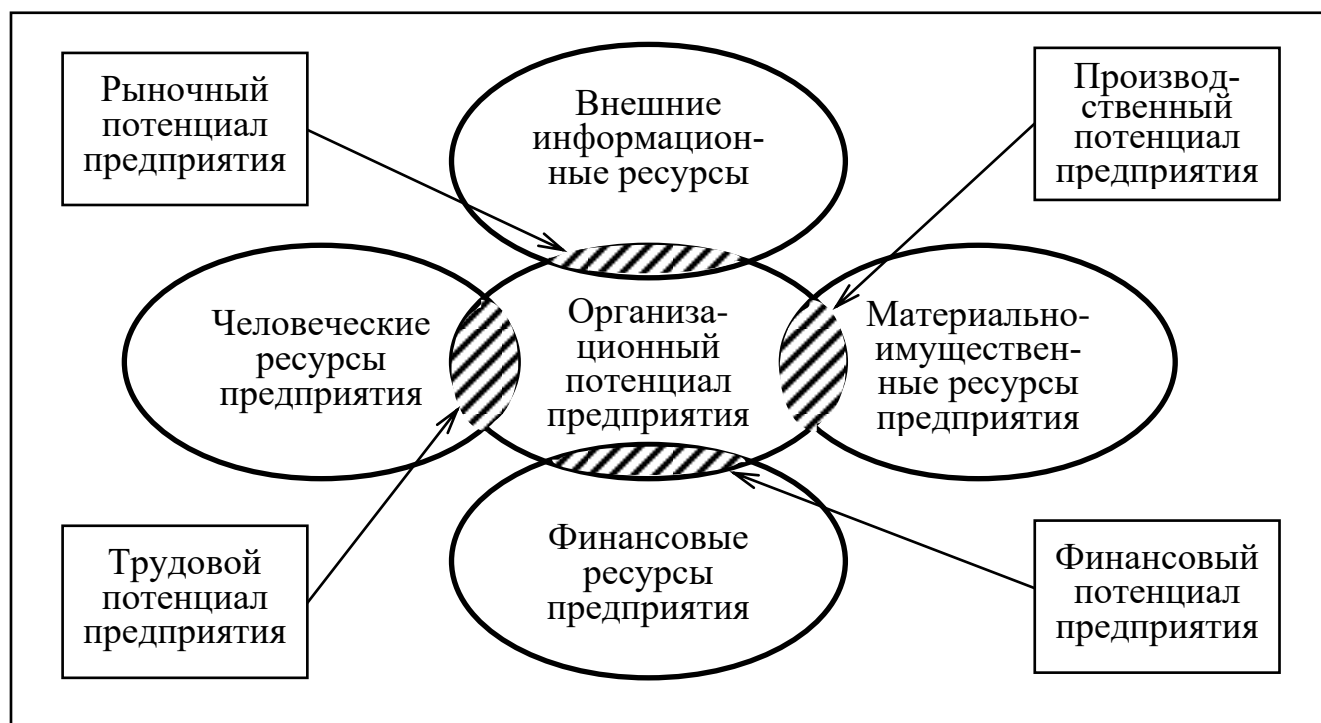 Рыночный
потенциал
предприятия
Внешние
информацион-
ные ресурсы
Производ-
ственный
потенциал
предприятия
Человеческие
ресурсы
предприятия
Организа-
ционный
потенциал
предприятия
Материально-
имуществен-
ные ресурсы
предприятия
Трудовой
потенциал
предприятия
Финансовые
ресурсы
предприятия
Финансовый
потенциал
предприятия